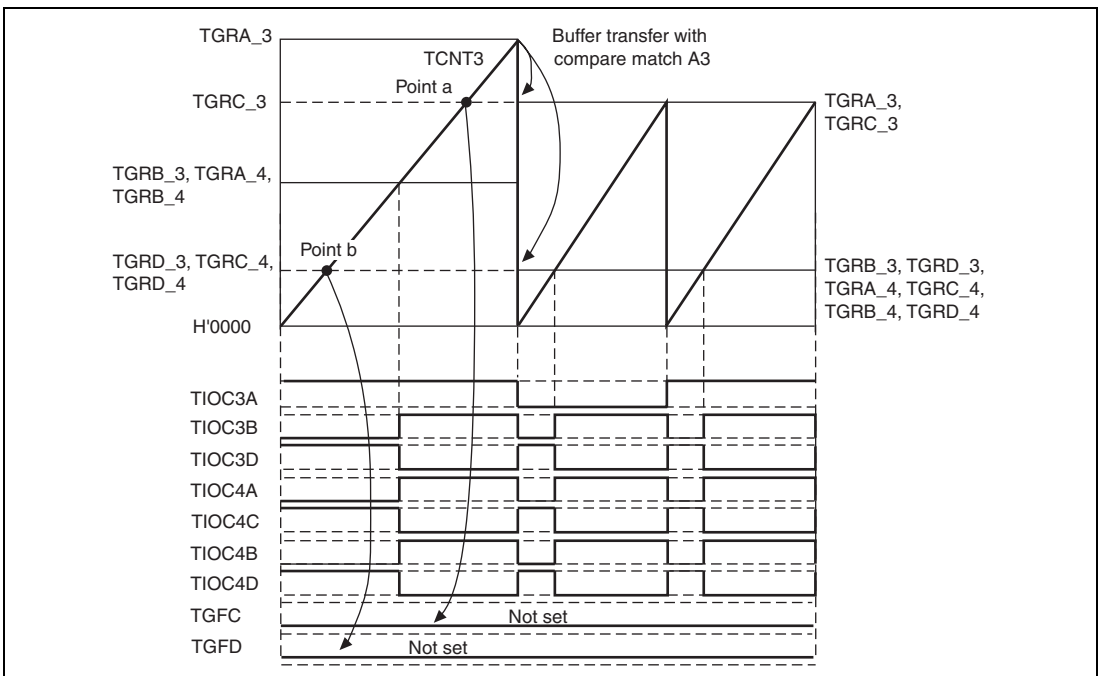 TGRA_3
TCNT3
Buffer transfer with
compare match A3
Point a
TGRC_3
TGRA_3,
TGRC_3
TGRB_3, TGRA_4,
TGRB_4
Point b
TGRD_3, TGRC_4,
TGRD_4
TGRB_3, TGRD_3,
TGRA_4, TGRC_4,
TGRB_4, TGRD_4
H'0000
TIOC3A
TIOC3B
TIOC3D
TIOC4A
TIOC4C
TIOC4B
TIOC4D
TGFC
Not set
TGFD
Not set